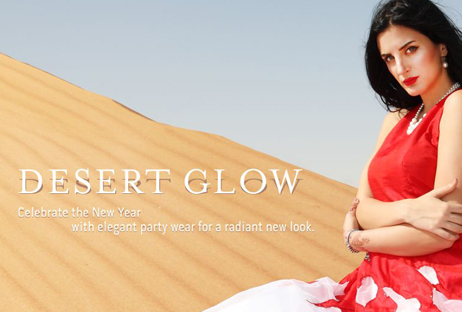 DESERT GLOW
Celebrate the New Year
with elegant party wear for a radiant new look.